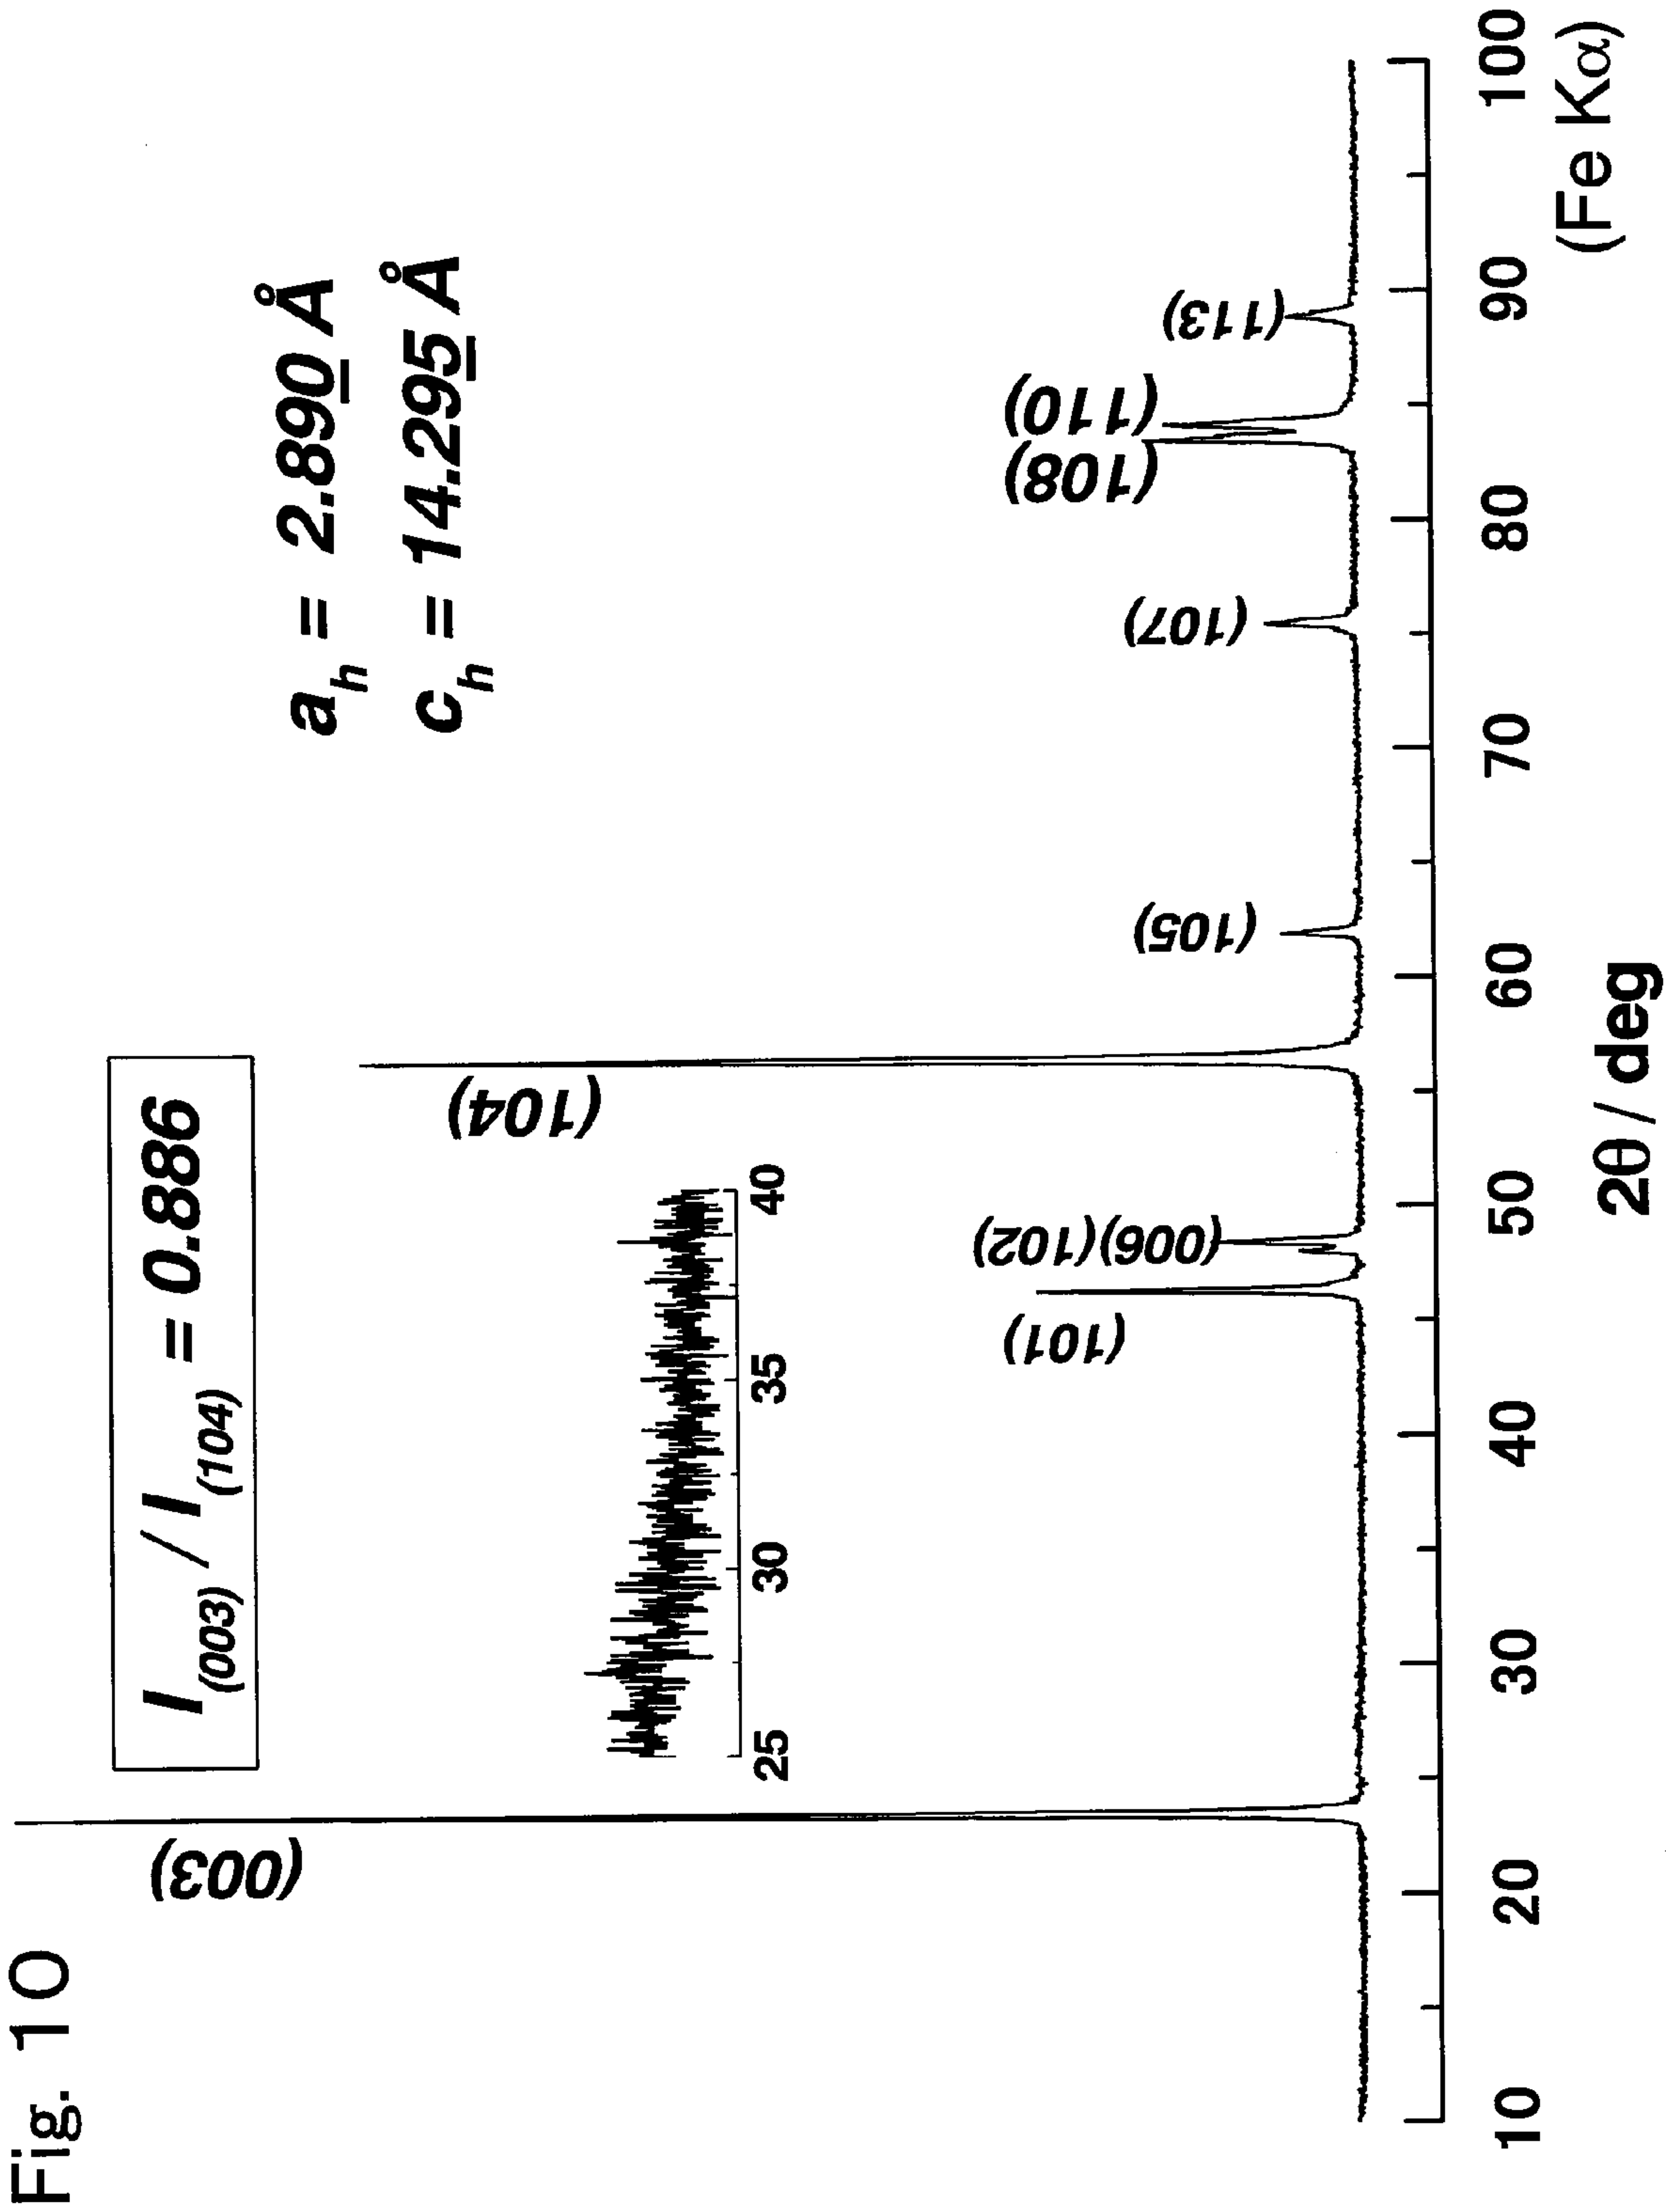 Fig. 10
I(003) / I(104) = 0.886
ah = 2.890 Å
ch = 14.295 Å
(003)
(104)
25 30 35 40
(101)
(102)(006)
(105)
(107)
(108)
(110)
(113)
10 20 30 40 50 60 70 80 90 100
2θ / deg
(Fe Kα)